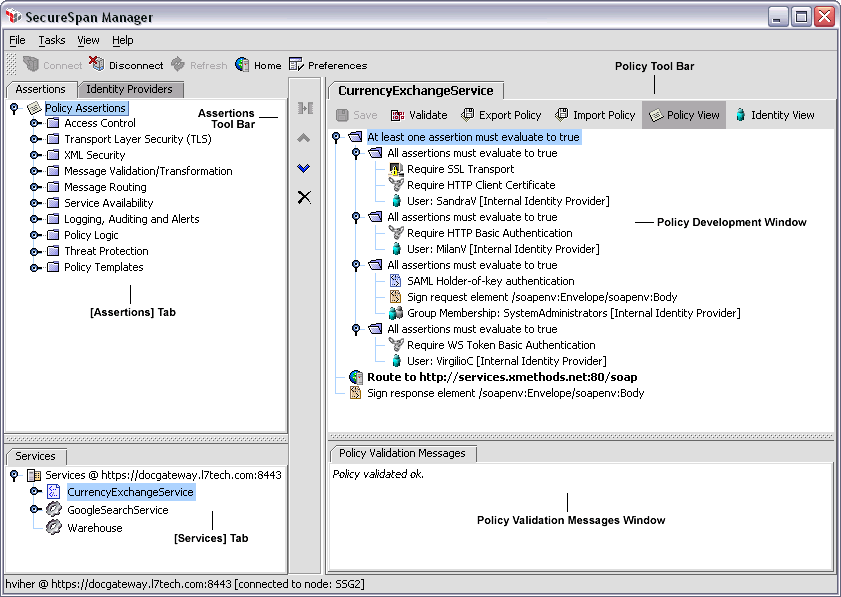 SecureSpan Manager
File Tasks View Help
Connect Disconnect Refresh Home Preferences
Policy Tool Bar
Assertions Identity Providers
Policy Assertions
Access Control
Transport Layer Security (TLS)
XML Security
Message Validation/Transformation
Message Routing
Service Availability
Logging, Auditing and Alerts
Policy Logic
Threat Protection
Policy Templates
Assertions
Tool Bar
[Assertions] Tab
CurrencyExchangeService
Save Validate Export Policy Import Policy Policy View Identity View
At least one assertion must evaluate to true
All assertions must evaluate to true
Require SSL Transport
Require HTTP Client Certificate
User: SandraV [Internal Identity Provider]
All assertions must evaluate to true
Require HTTP Basic Authentication
User: MilanV [Internal Identity Provider]
All assertions must evaluate to true
SAML Holder-of-key authentication
Sign request element /soapenv:Envelope/soapenv:Body
Group Membership: SystemAdministrators [Internal Identity Provider]
All assertions must evaluate to true
Require WS Token Basic Authentication
User: VirgilioC [Internal Identity Provider]
Route to http://services.xmethods.net:80/soap
Sign response element /soapenv:Envelope/soapenv:Body
Policy Development Window
Services
Services @ https://docgateway.l7tech.com:8443
CurrencyExchangeService
GoogleSearchService
Warehouse
[Services] Tab
Policy Validation Messages
Policy validated ok.
Policy Validation Messages Window
hviher @ https://docgateway.l7tech.com:8443 [connected to node: SSG2]